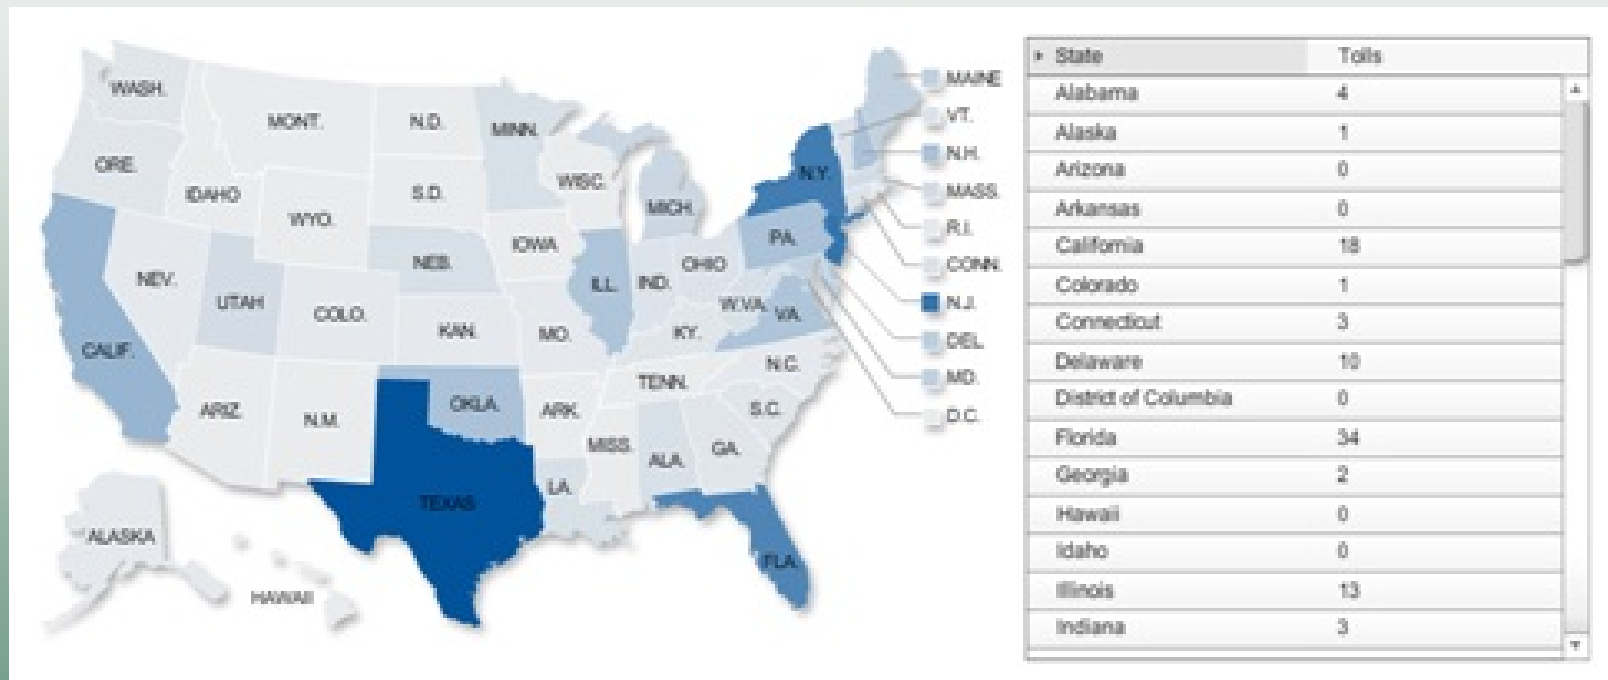 WASH.
MONT.
N.D.
MINN.
ORE.
IDAHO
WYO.
S.D.
WISC.
MICH.
N.Y.
MAINE
VT.
N.H.
MASS.
R.I.
CONN.
N.J.
DEL.
MD.
D.C.
NEV.
UTAH
COLO.
NEB.
IOWA
ILL.
IND.
OHIO
PA.
W.VA.
VA.
CALIF.
KAN.
MO.
KY.
N.C.
TENN.
S.C.
ARIZ.
N.M.
OKLA.
ARK.
MISS.
ALA.
GA.
TEXAS
LA.
FLA.
ALASKA
HAWAII
State Tolls
Alabama 4
Alaska 1
Arizona 0
Arkansas 0
California 18
Colorado 1
Connecticut 3
Delaware 10
District of Columbia 0
Florida 34
Georgia 2
Hawaii 0
Idaho 0
Illinois 13
Indiana 3